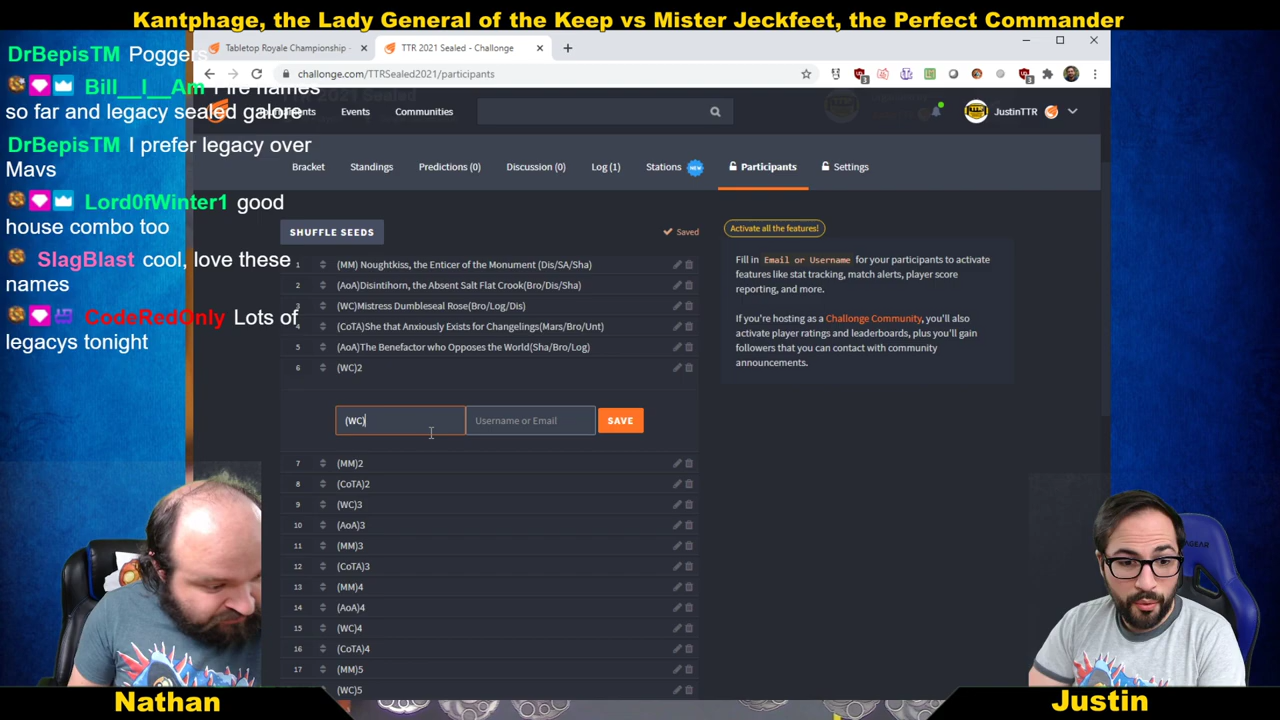 Kantphage, the Lady General of the Keep vs Mister Jeckfeet, the Perfect Commander
DrBepisTM Poggers
Bill__I__Am Fire names
so far and legacy sealed galore
DrBepisTM I prefer legacy over
Mavs
Lord0fWinter1 good
house combo too
SlagBlast cool, love these
names
CodeRedOnly Lots of
legacys tonight
Tabletop Royale Championship -
TTR 2021 Sealed - Challonge
challonge.com/TTRSealed2021/participants
Tournaments
Events
Communities
JustinTTR
Bracket
Standings
Predictions (0)
Discussion (0)
Log (1)
Stations
NEW
Participants
Settings
SHUFFLE SEEDS
Saved
1 (MM) Noughtkiss, the Enticer of the Monument (Dis/SA/Sha)
2 (AoA)Disintihorn, the Absent Salt Flat Crook(Bro/Dis/Sha)
3 (WC)Mistress Dumbleseal Rose(Bro/Log/Dis)
4 (CoTA)She that Anxiously Exists for Changelings(Mars/Bro/Unt)
5 (AoA)The Benefactor who Opposes the World(Sha/Bro/Log)
6 (WC)2
(WC)
Username or Email
SAVE
7 (MM)2
8 (CoTA)2
9 (WC)3
10 (AoA)3
11 (MM)3
12 (CoTA)3
13 (MM)4
14 (AoA)4
15 (WC)4
16 (CoTA)4
17 (MM)5
18 (WC)5
Activate all the features!
Fill in Email or Username for your participants to activate
features like stat tracking, match alerts, player score
reporting, and more.
If you're hosting as a Challonge Community, you'll also
activate player ratings and leaderboards, plus you'll gain
followers that you can contact with community
announcements.
Nathan
Justin